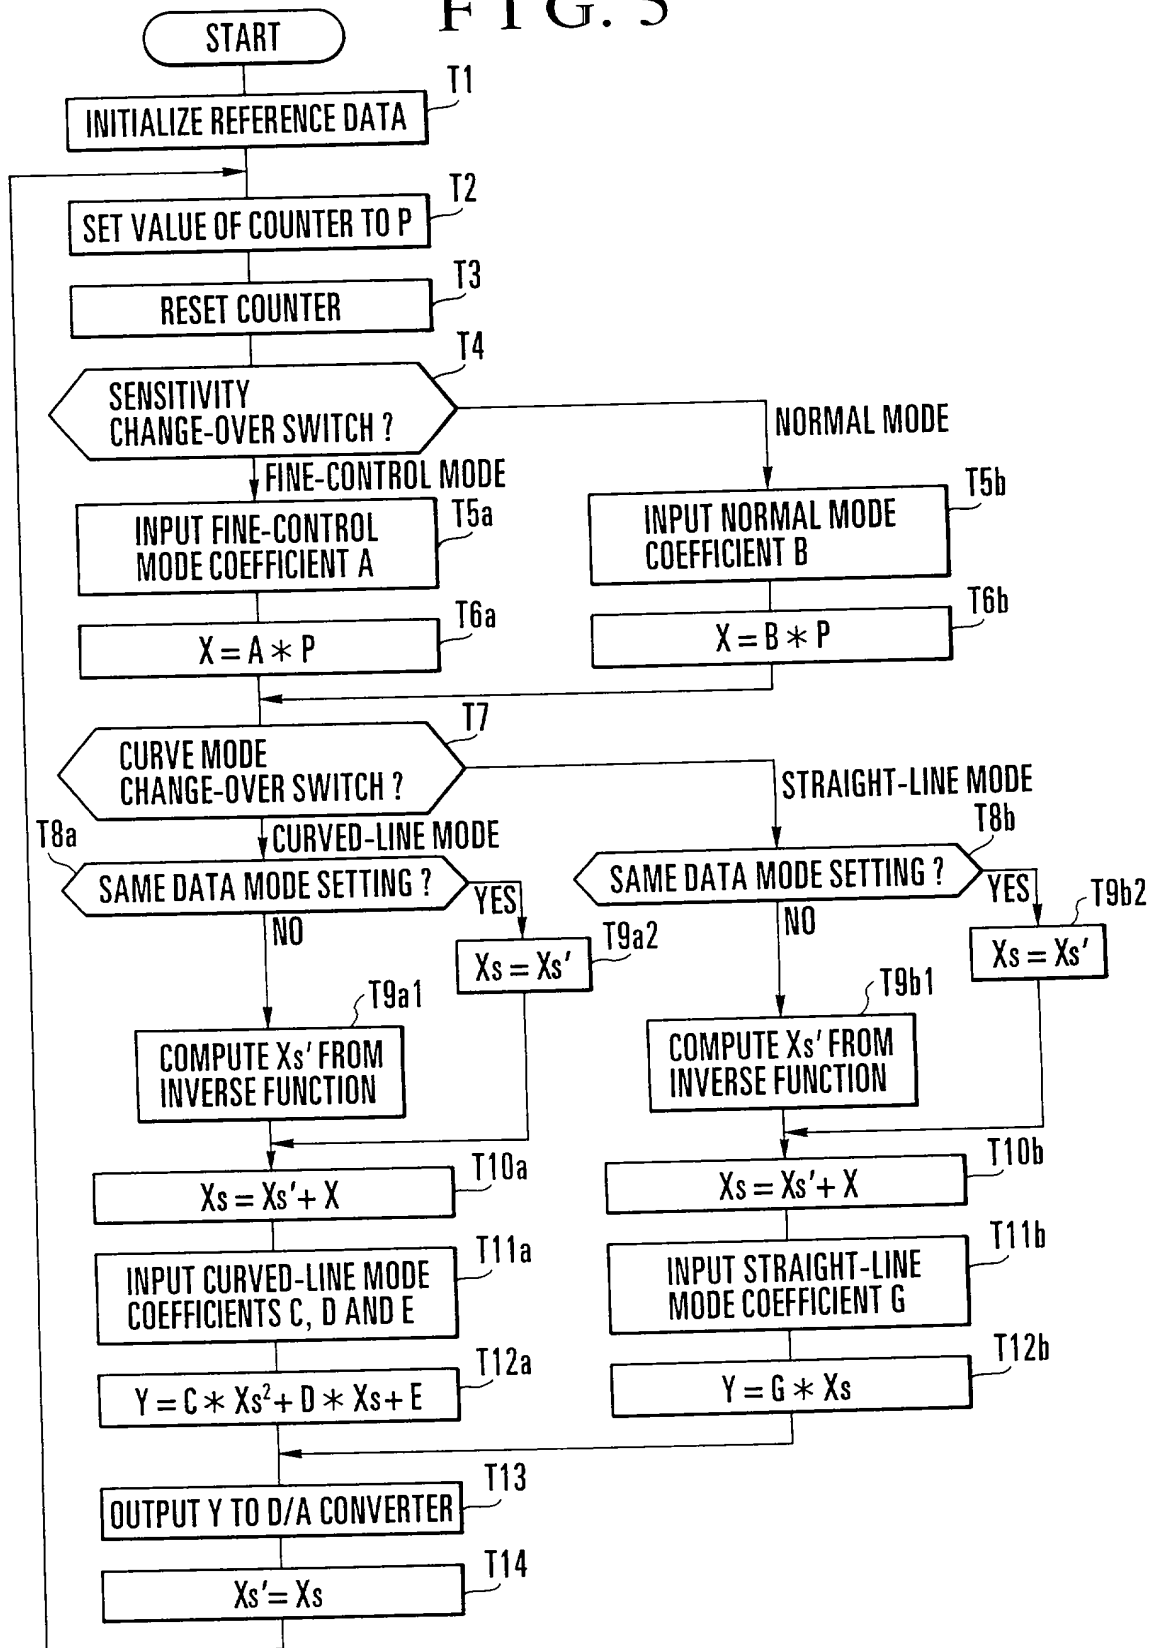 FIG. 5
START
T1
INITIALIZE REFERENCE DATA
T2
SET VALUE OF COUNTER TO P
T3
RESET COUNTER
T4
SENSITIVITY
CHANGE-OVER SWITCH ?
NORMAL MODE
FINE-CONTROL MODE
T5a
INPUT FINE-CONTROL
MODE COEFFICIENT A
T5b
INPUT NORMAL MODE
COEFFICIENT B
T6a
X = A * P
T6b
X = B * P
T7
CURVE MODE
CHANGE-OVER SWITCH ?
STRAIGHT-LINE MODE
CURVED-LINE MODE
T8a
SAME DATA MODE SETTING ?
YES
NO
T8b
SAME DATA MODE SETTING ?
YES
NO
T9a2
Xs = Xs'
T9b2
Xs = Xs'
T9a1
COMPUTE Xs' FROM
INVERSE FUNCTION
T9b1
COMPUTE Xs' FROM
INVERSE FUNCTION
T10a
Xs = Xs' + X
T10b
Xs = Xs' + X
T11a
INPUT CURVED-LINE MODE
COEFFICIENTS C, D AND E
T11b
INPUT STRAIGHT-LINE
MODE COEFFICIENT G
T12a
Y = C * Xs² + D * Xs + E
T12b
Y = G * Xs
T13
OUTPUT Y TO D/A CONVERTER
T14
Xs' = Xs